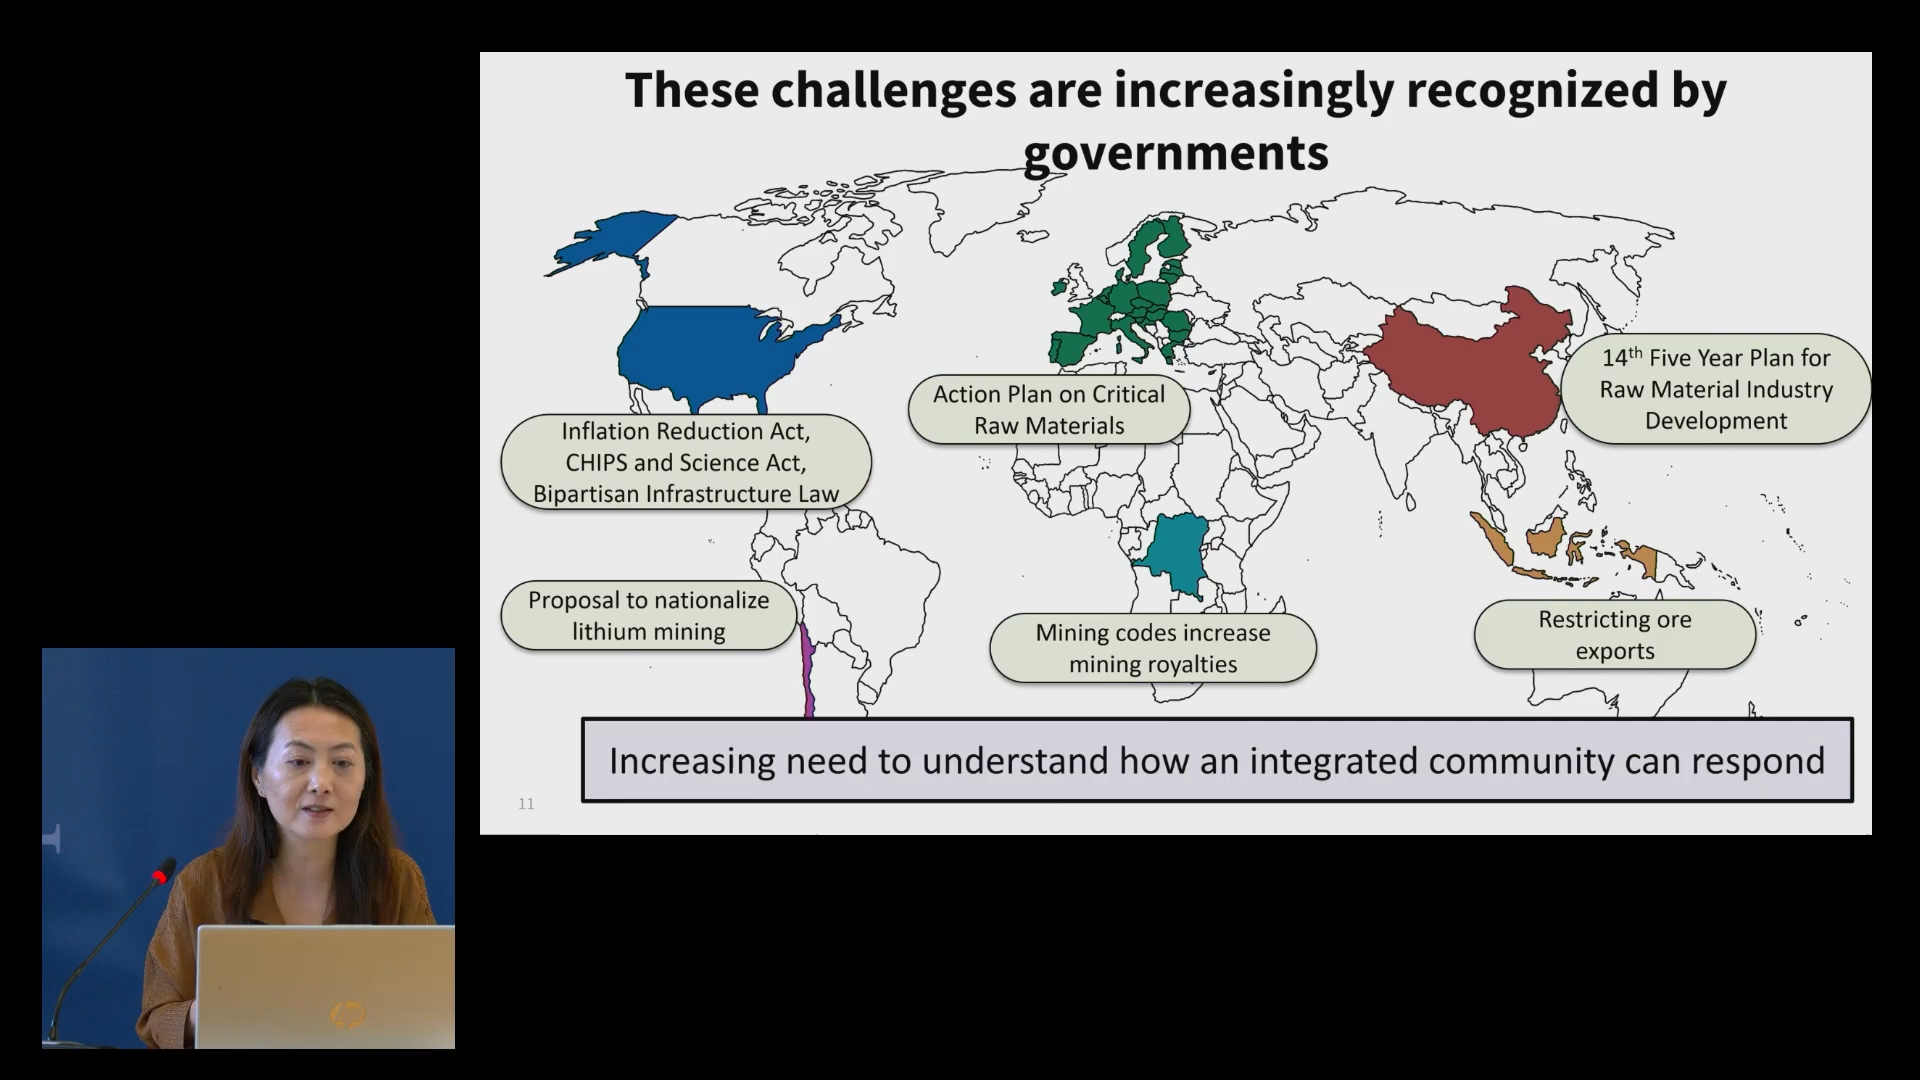 These challenges are increasingly recognized by
governments
Action Plan on Critical
Raw Materials
14th Five Year Plan for
Raw Material Industry
Development
Inflation Reduction Act,
CHIPS and Science Act,
Bipartisan Infrastructure Law
Proposal to nationalize
lithium mining
Mining codes increase
mining royalties
Restricting ore
exports
Increasing need to understand how an integrated community can respond
11
hp